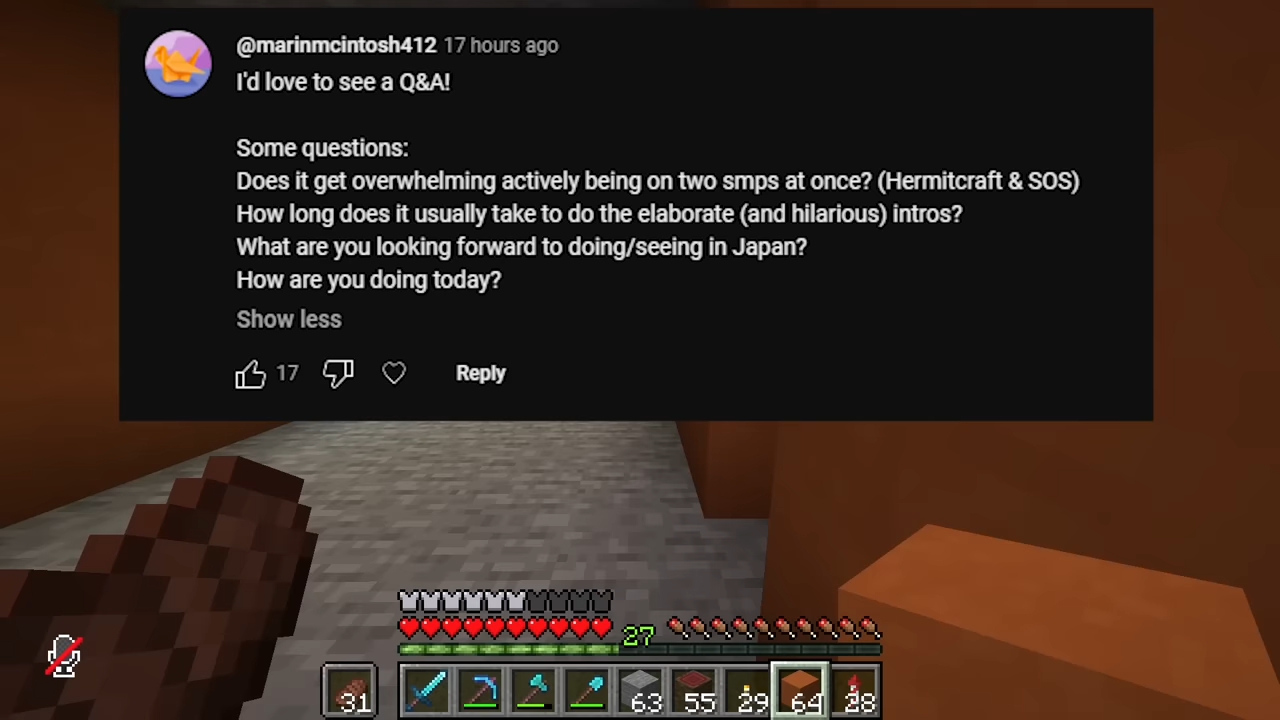 @marinmcintosh412 17 hours ago
I'd love to see a Q&A!
Some questions:
Does it get overwhelming actively being on two smps at once? (Hermitcraft & SOS)
How long does it usually take to do the elaborate (and hilarious) intros?
What are you looking forward to doing/seeing in Japan?
How are you doing today?
Show less
17 Reply
27
31 63 55 29 64 28